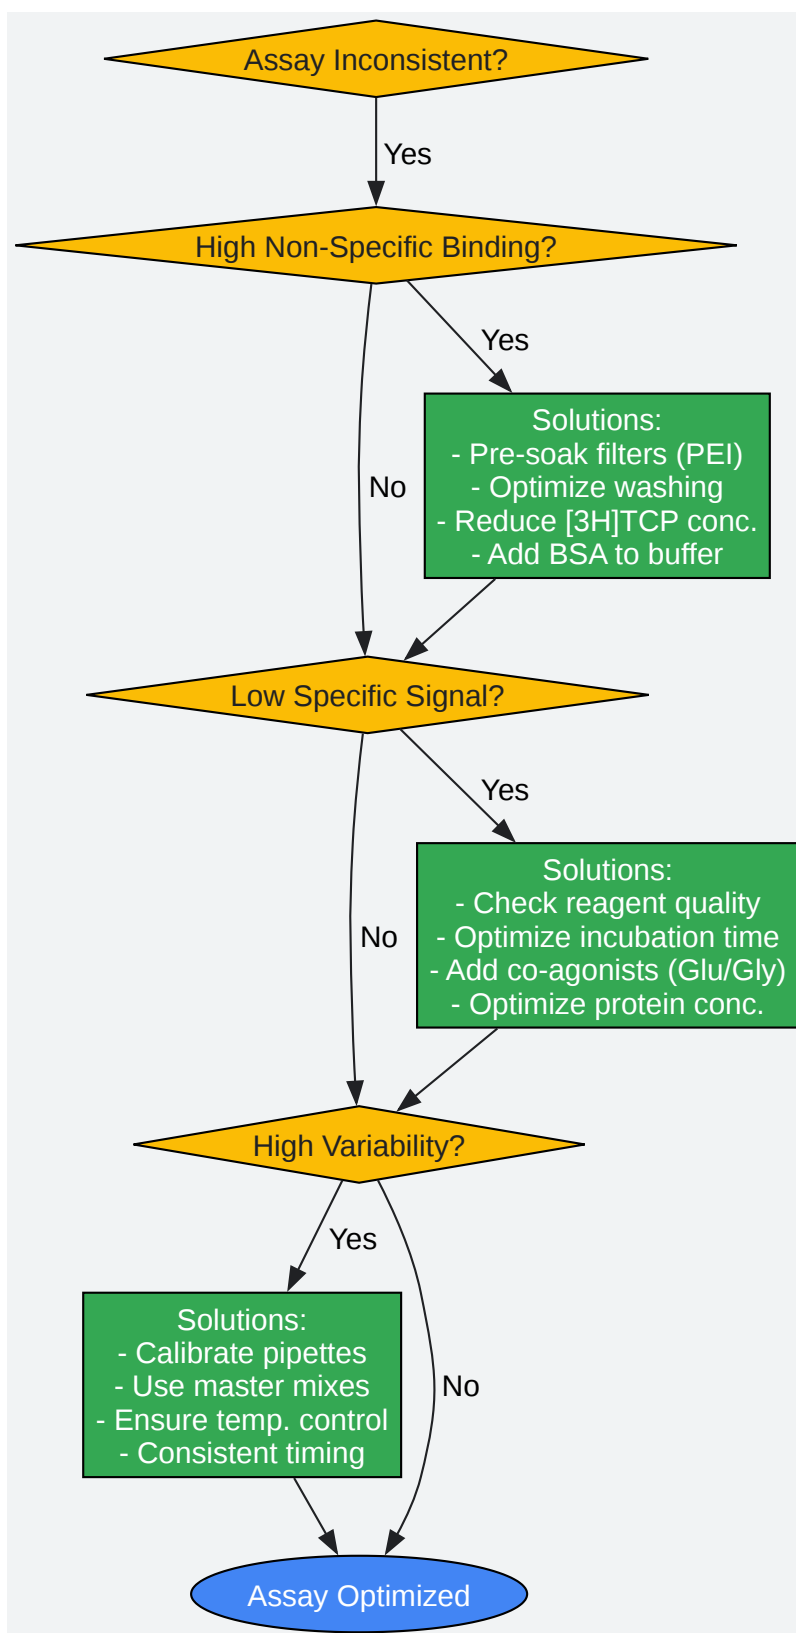 Assay Inconsistent?
Yes
High Non-Specific Binding?
Yes
Solutions:
- Pre-soak filters (PEI)
- Optimize washing
- Reduce [3H]TCP conc.
- Add BSA to buffer
No
Low Specific Signal?
Yes
Solutions:
- Check reagent quality
- Optimize incubation time
- Add co-agonists (Glu/Gly)
- Optimize protein conc.
No
High Variability?
Yes
Solutions:
- Calibrate pipettes
- Use master mixes
- Ensure temp. control
- Consistent timing
No
Assay Optimized